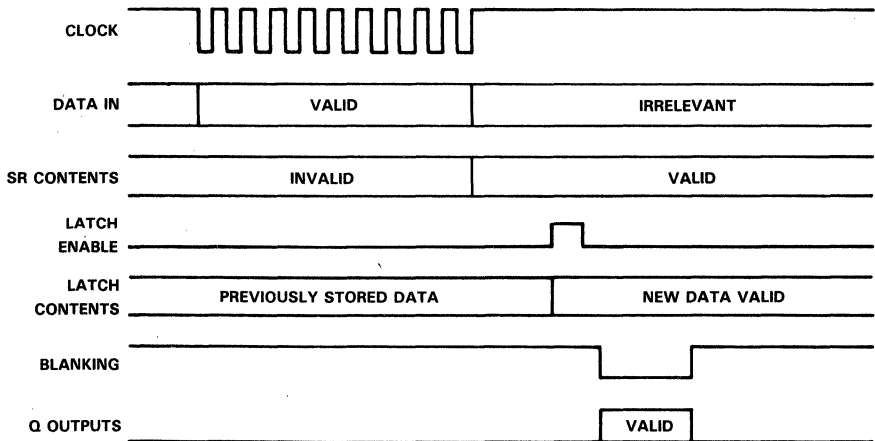 CLOCK
DATA IN
VALID
IRRELEVANT
SR CONTENTS
INVALID
VALID
LATCH
ENABLE
LATCH
CONTENTS
PREVIOUSLY STORED DATA
NEW DATA VALID
BLANKING
Q OUTPUTS
VALID